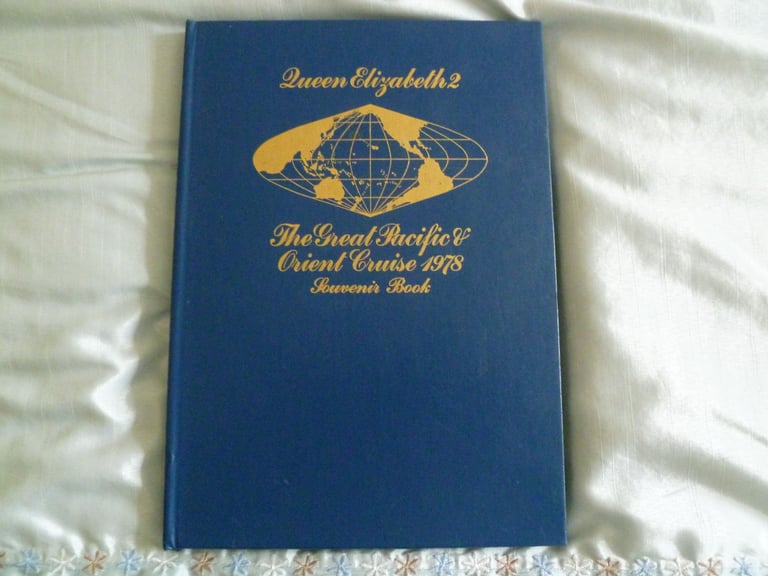 Queen Elizabeth 2
The Great Pacific &
Orient Cruise 1978
Souvenir Book